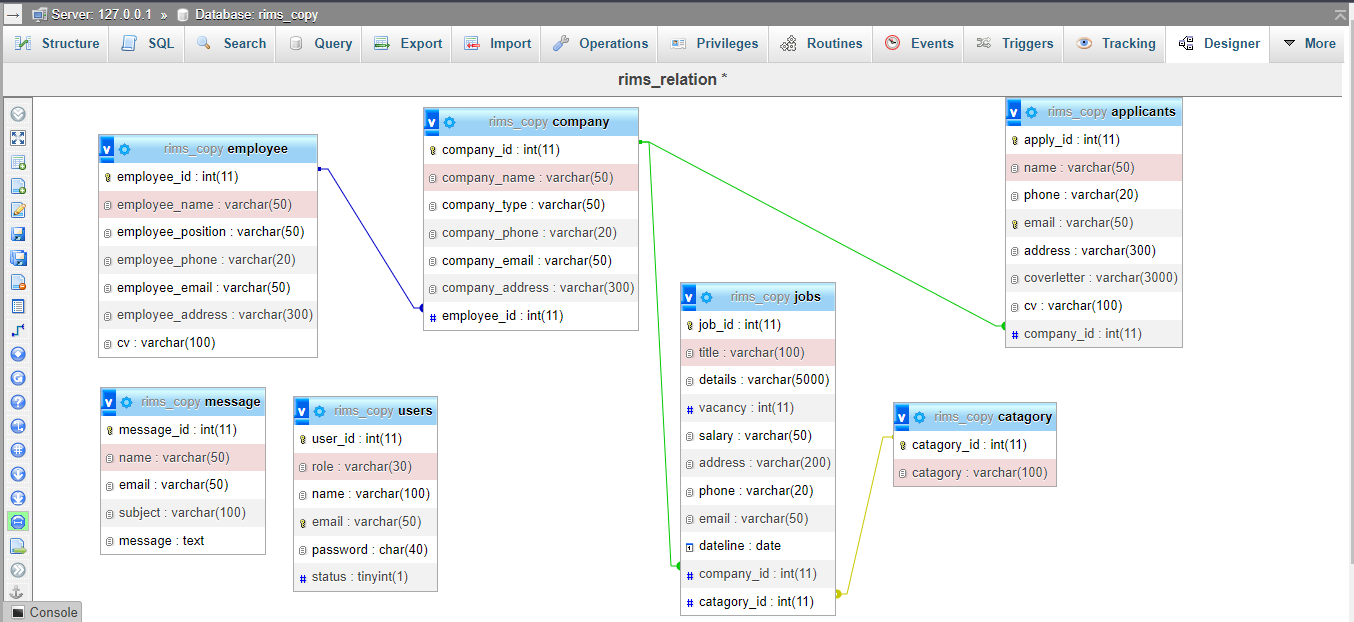 Server: 127.0.0.1 » Database: rims_copy
Structure SQL Search Query Export Import Operations Privileges Routines Events Triggers Tracking Designer More
rims_relation *
rims_copy employee
employee_id : int(11)
employee_name : varchar(50)
employee_position : varchar(50)
employee_phone : varchar(20)
employee_email : varchar(50)
employee_address : varchar(300)
cv : varchar(100)
rims_copy company
company_id : int(11)
company_name : varchar(50)
company_type : varchar(50)
company_phone : varchar(20)
company_email : varchar(50)
company_address : varchar(300)
# employee_id : int(11)
rims_copy applicants
apply_id : int(11)
name : varchar(50)
phone : varchar(20)
email : varchar(50)
address : varchar(300)
coverletter : varchar(3000)
cv : varchar(100)
# company_id : int(11)
rims_copy jobs
job_id : int(11)
title : varchar(100)
details : varchar(5000)
# vacancy : int(11)
salary : varchar(50)
address : varchar(200)
phone : varchar(20)
email : varchar(50)
dateline : date
# company_id : int(11)
# catagory_id : int(11)
rims_copy message
message_id : int(11)
name : varchar(50)
email : varchar(50)
subject : varchar(100)
message : text
rims_copy users
user_id : int(11)
role : varchar(30)
name : varchar(100)
email : varchar(50)
password : char(40)
# status : tinyint(1)
rims_copy catagory
catagory_id : int(11)
catagory : varchar(100)
Console